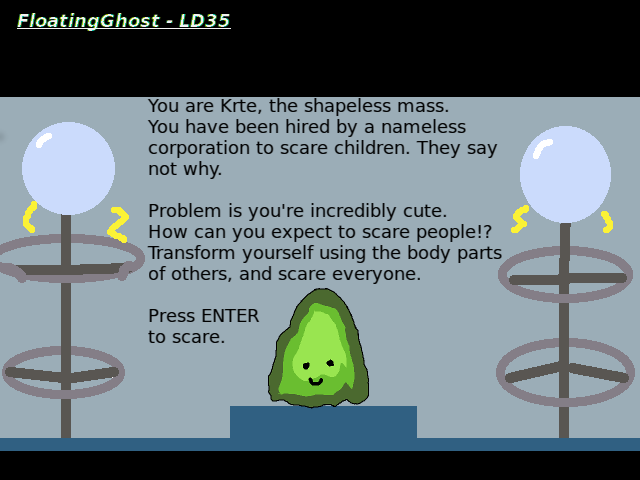 FloatingGhost - LD35
You are Krte, the shapeless mass.
You have been hired by a nameless
corporation to scare children. They say
not why.
Problem is you're incredibly cute.
How can you expect to scare people!?
Transform yourself using the body parts
of others, and scare everyone.
Press ENTER
to scare.